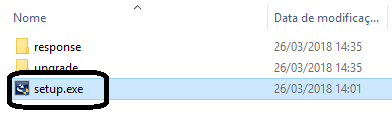 Nome Data de modificaç...
response 26/03/2018 14:35
upgrade 26/03/2018 14:35
setup.exe 26/03/2018 14:01